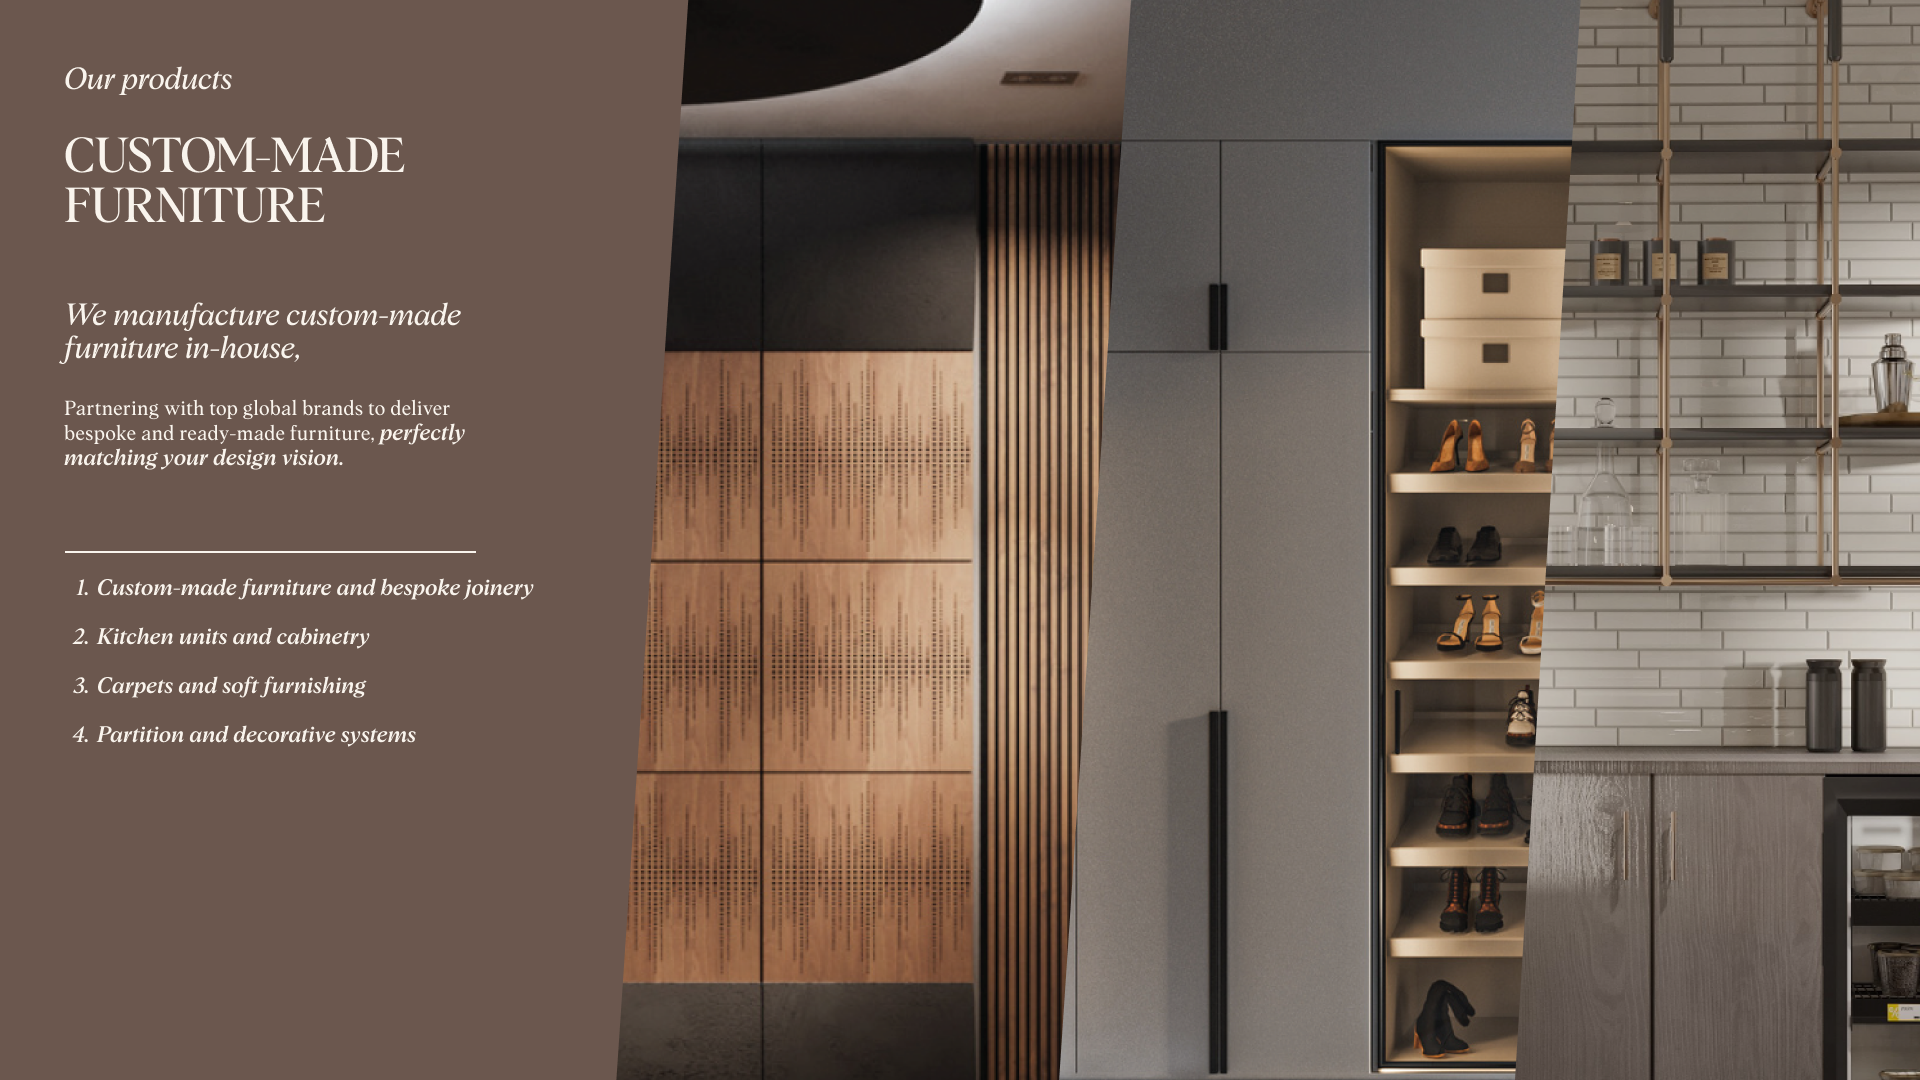 Our products
CUSTOM-MADE
FURNITURE
We manufacture custom-made
furniture in-house,
Partnering with top global brands to deliver
bespoke and ready-made furniture, perfectly
matching your design vision.
1. Custom-made furniture and bespoke joinery
2. Kitchen units and cabinetry
3. Carpets and soft furnishing
4. Partition and decorative systems